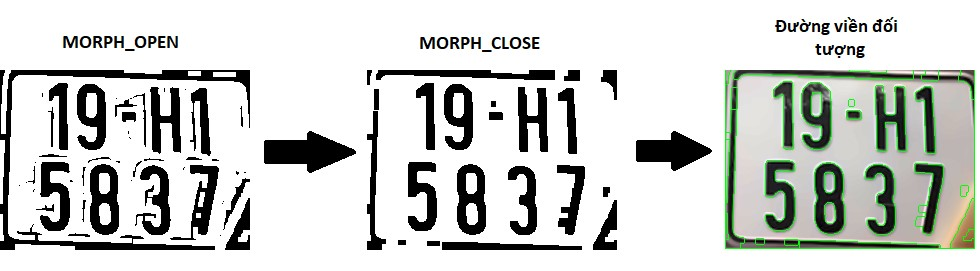 MORPH_OPEN
MORPH_CLOSE
Đường viền đối
tượng
19-H1
5837
19-H1
5837
19-H1
5837